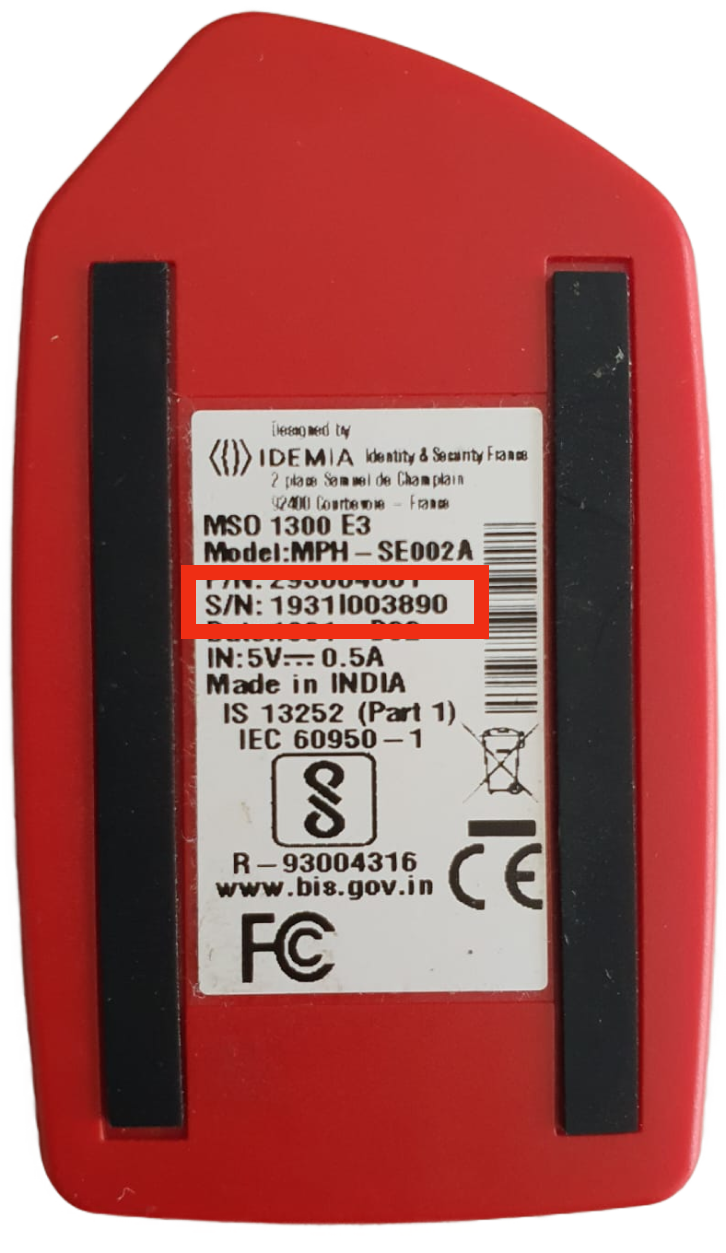 Designed by
IDEMIA Identity & Security France
2 place Samuel de Champlain
92400 Courbevoie – France
MSO 1300 E3
Model:MPH – SE002A
P/N: 293004001
S/N: 1931I003890
IN:5V⎓ 0.5A
Made in INDIA
IS 13252 (Part 1)
IEC 60950 – 1
R – 93004316
www.bis.gov.in
CE
FC